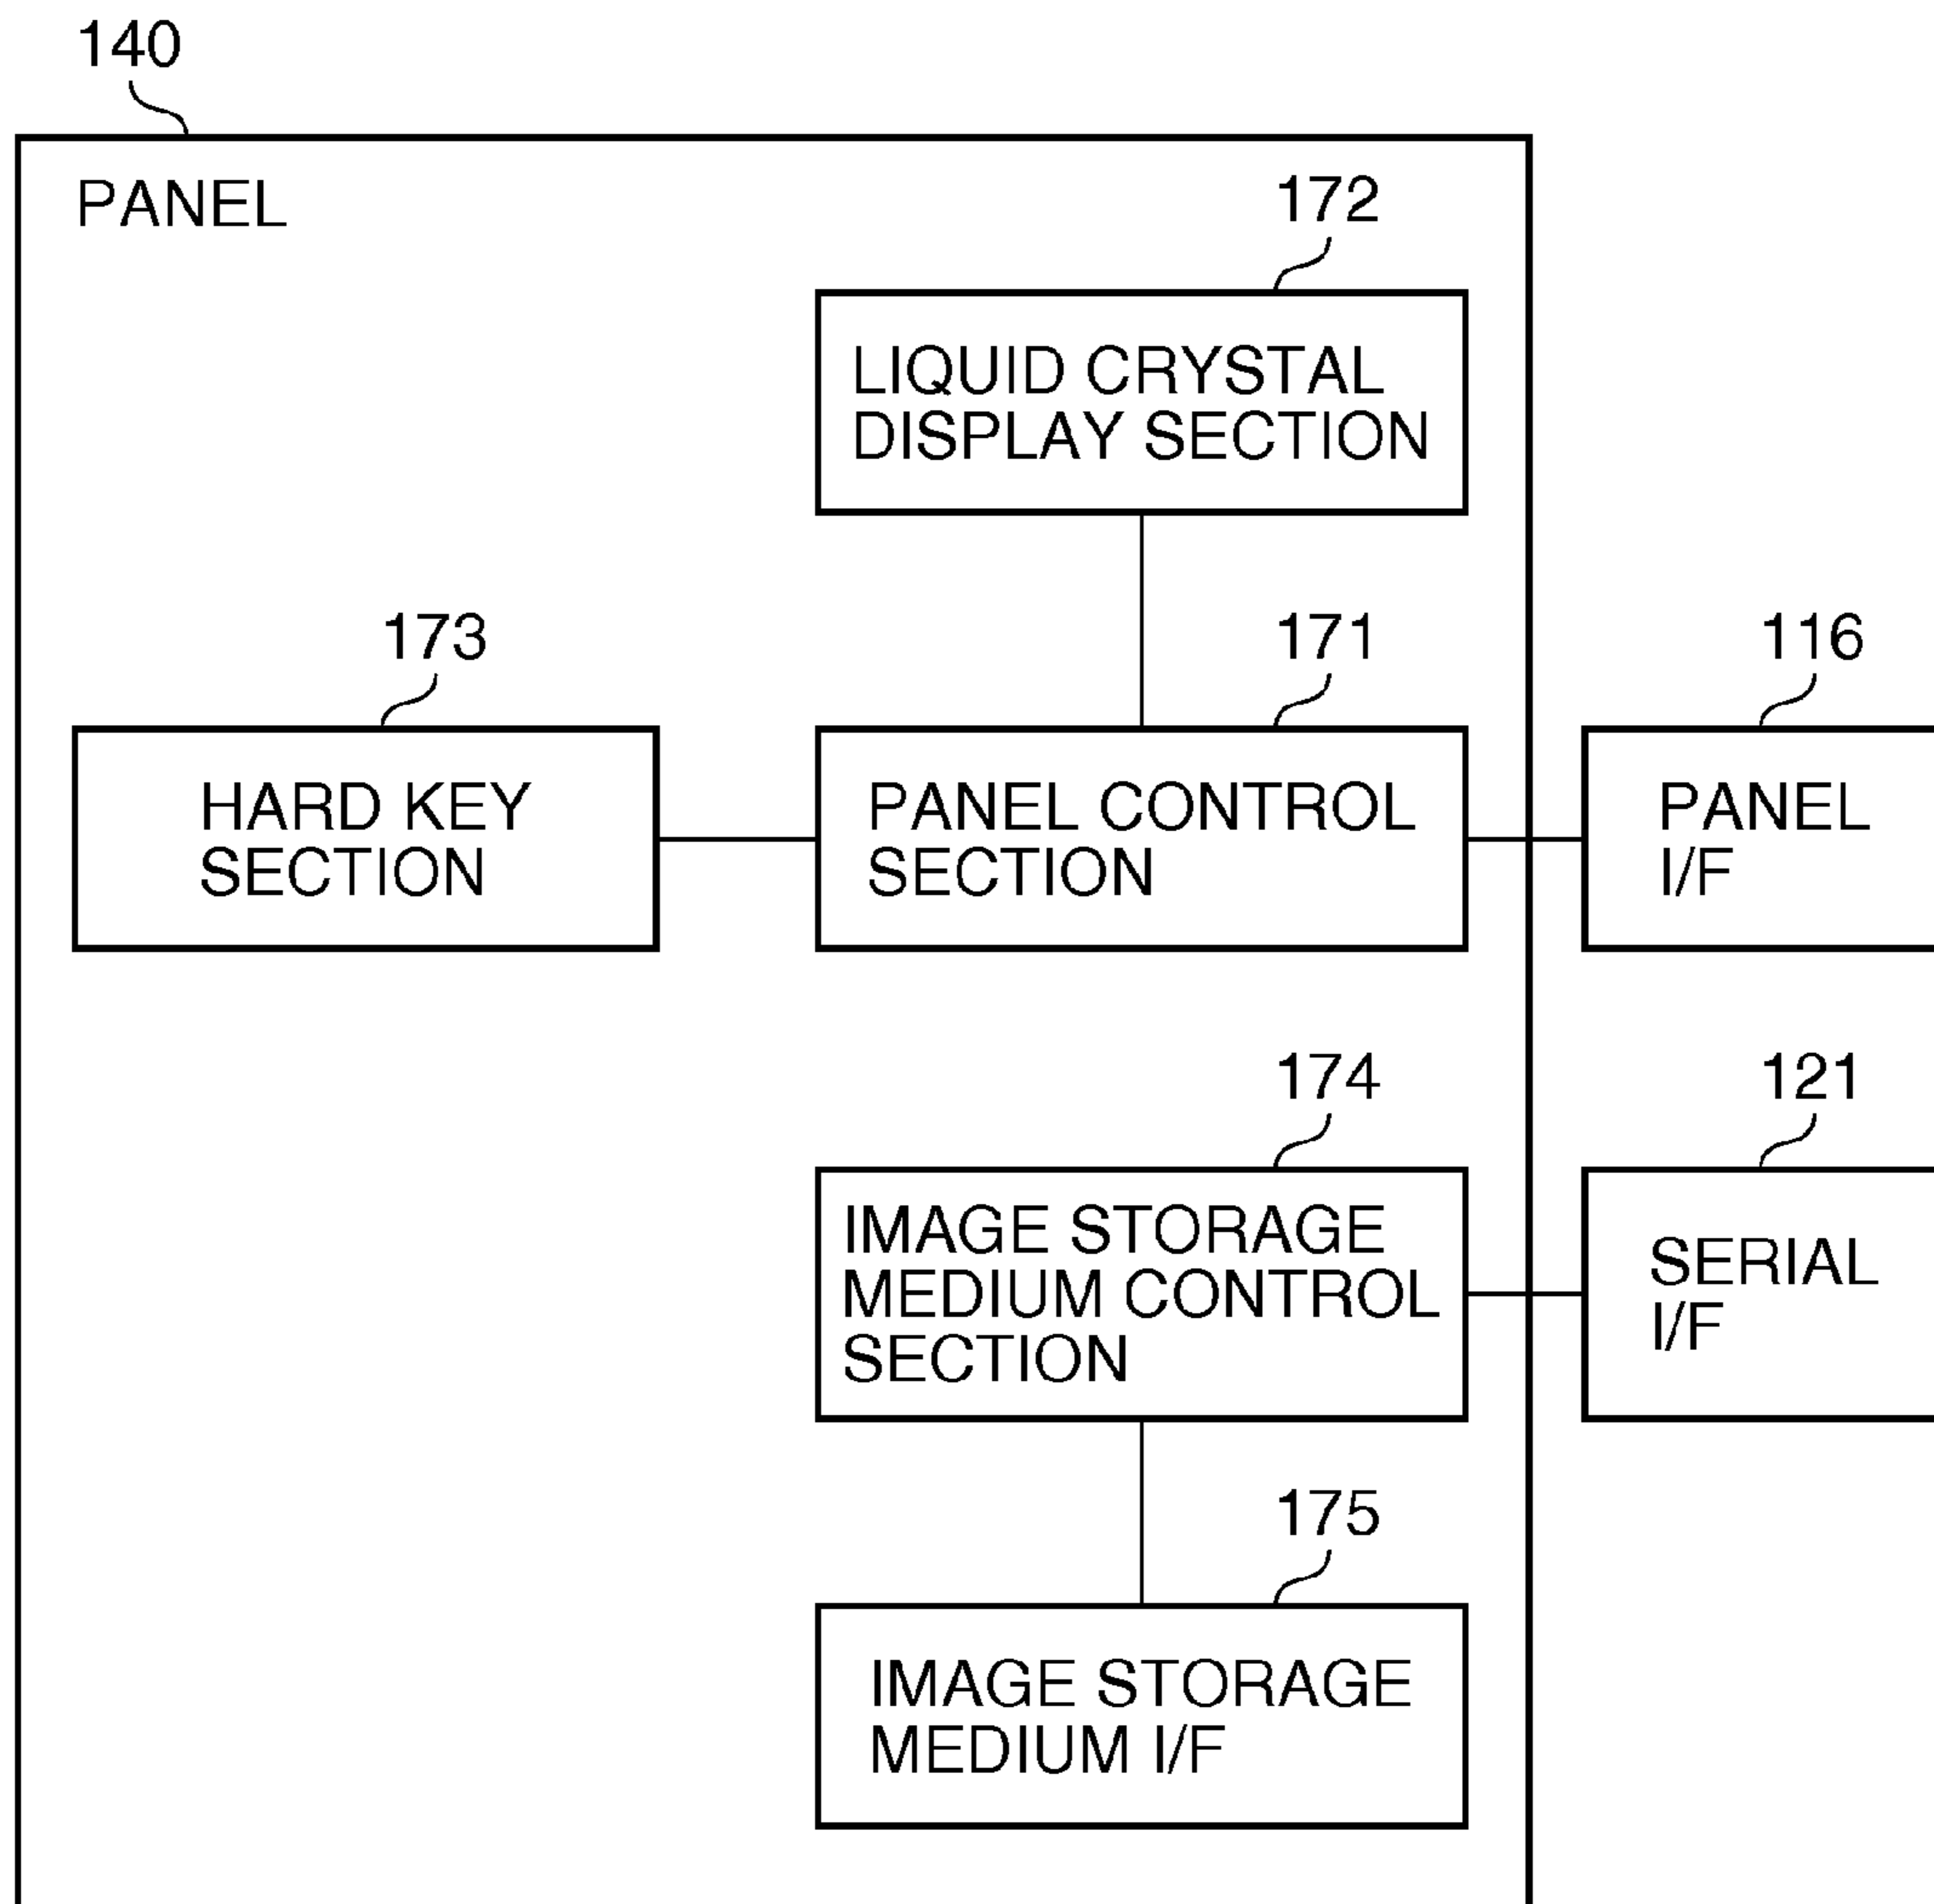 140
PANEL
172
LIQUID CRYSTAL
DISPLAY SECTION
173
HARD KEY
SECTION
171
PANEL CONTROL
SECTION
116
PANEL
I/F
174
IMAGE STORAGE
MEDIUM CONTROL
SECTION
121
SERIAL
I/F
175
IMAGE STORAGE
MEDIUM I/F